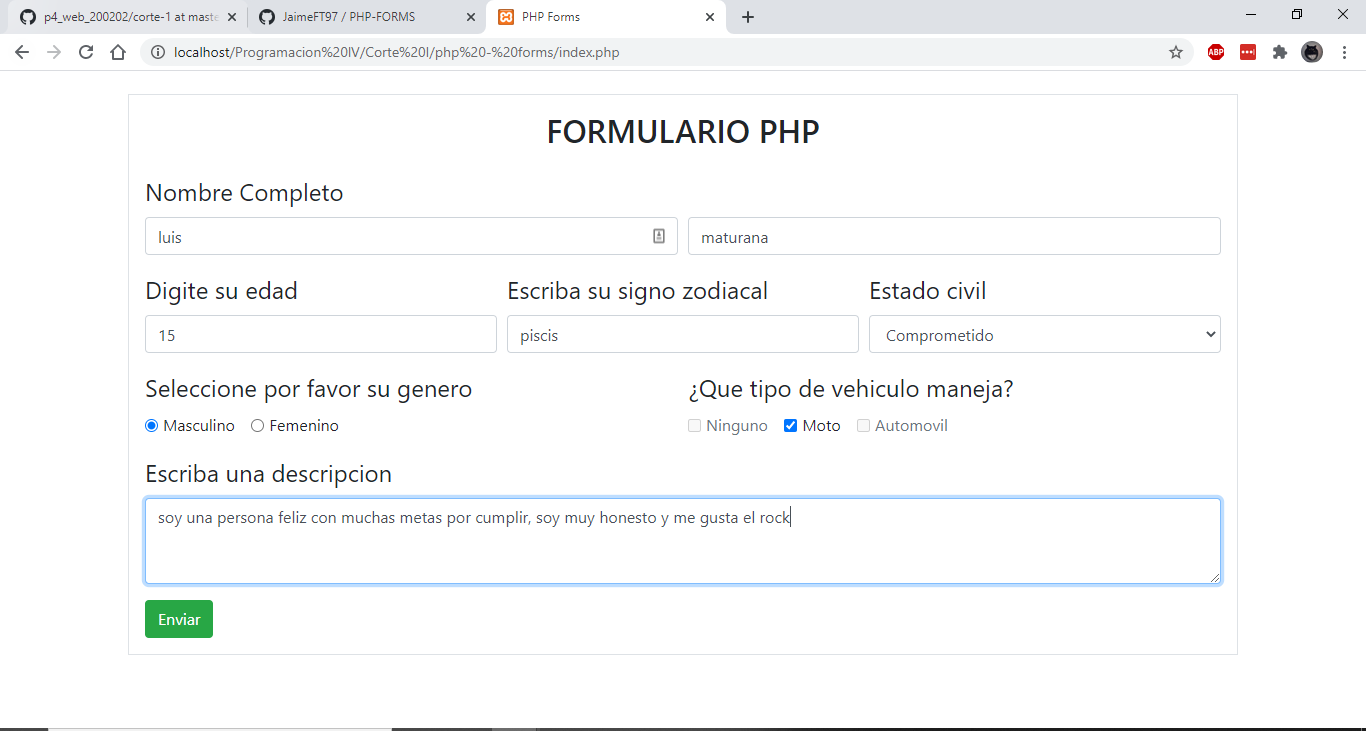 p4_web_200202/corte-1 at maste
JaimeFT97 / PHP-FORMS
PHP Forms
localhost/Programacion%20IV/Corte%20I/php%20-%20forms/index.php
ABP
FORMULARIO PHP
Nombre Completo
luis
maturana
Digite su edad
Escriba su signo zodiacal
Estado civil
15
piscis
Comprometido
Seleccione por favor su genero
¿Que tipo de vehiculo maneja?
Masculino
Femenino
Ninguno
Moto
Automovil
Escriba una descripcion
soy una persona feliz con muchas metas por cumplir, soy muy honesto y me gusta el rock
Enviar